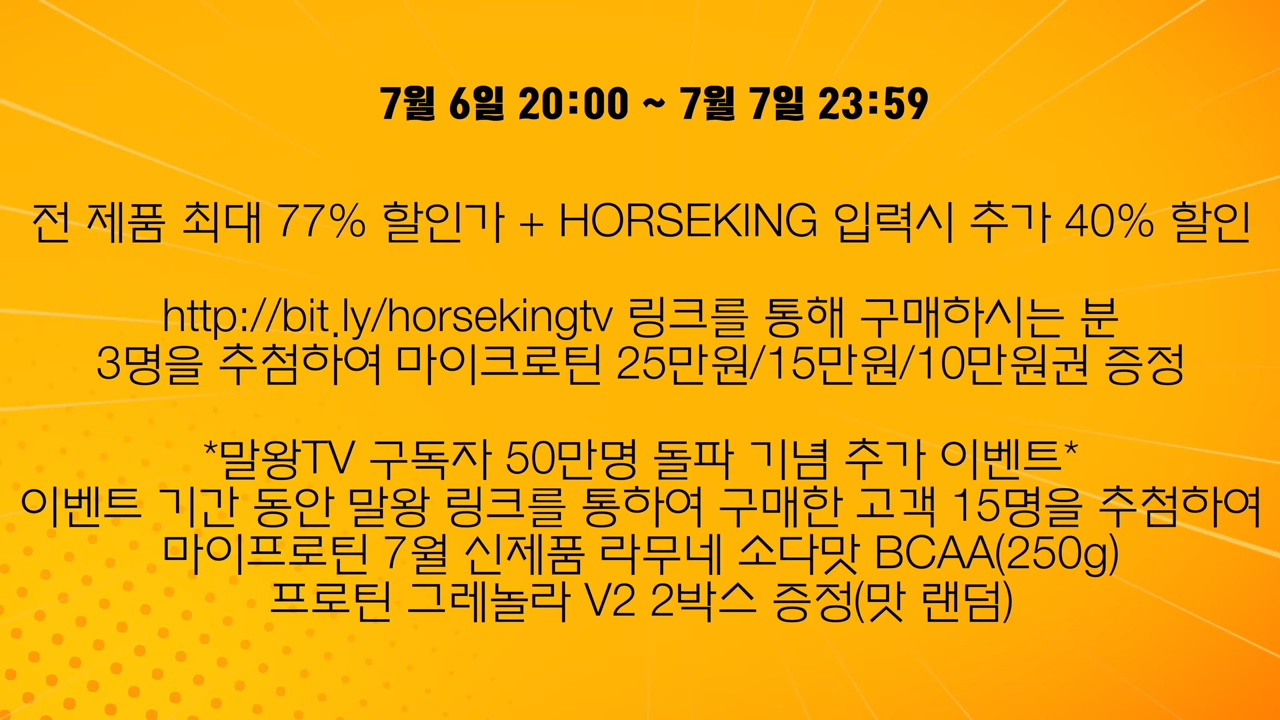 7월 6일 20:00 ~ 7월 7일 23:59
전 제품 최대 77% 할인가 + HORSEKING 입력시 추가 40% 할인
http://bit.ly/horsekingtv 링크를 통해 구매하시는 분
3명을 추첨하여 마이크로틴 25만원/15만원/10만원권 증정
*말왕TV 구독자 50만명 돌파 기념 추가 이벤트*
이벤트 기간 동안 말왕 링크를 통하여 구매한 고객 15명을 추첨하여
마이프로틴 7월 신제품 라무네 소다맛 BCAA(250g)
프로틴 그레놀라 V2 2박스 증정(맛 랜덤)